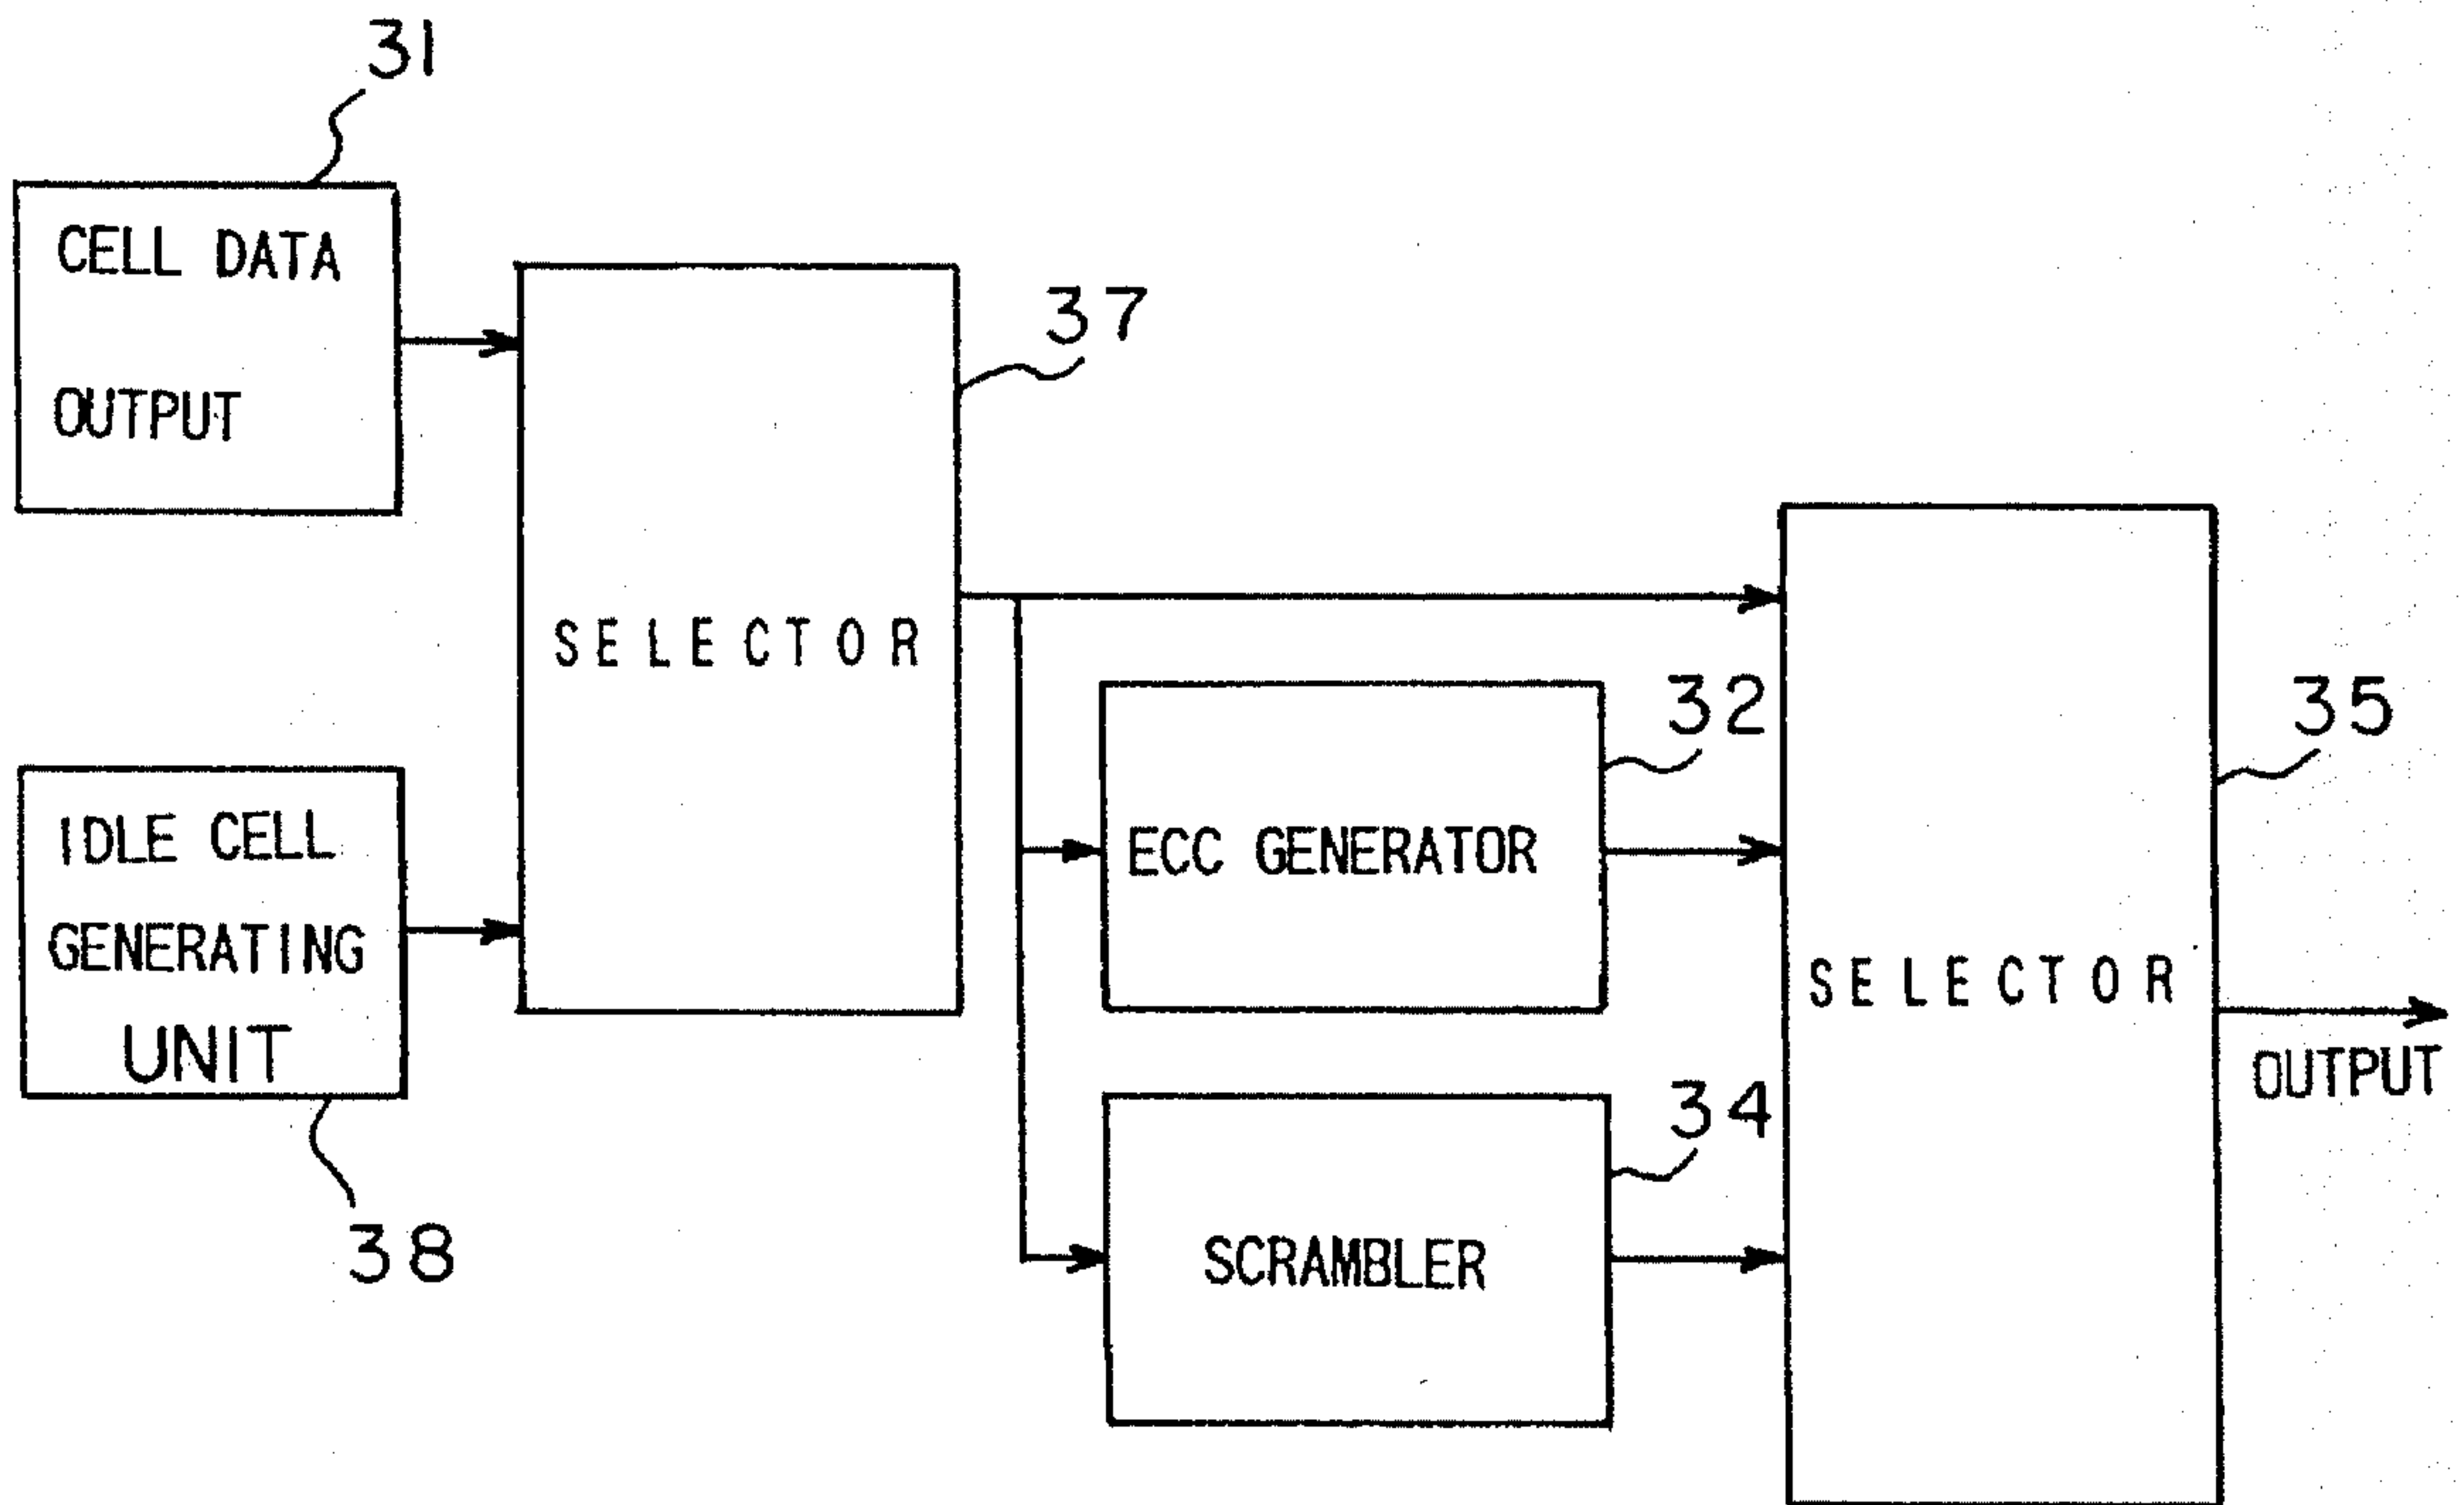 31
CELL DATA
OUTPUT
37
SELECTOR
32
ECC GENERATOR
35
SELECTOR
OUTPUT
IDLE CELL
GENERATING
UNIT
38
34
SCRAMBLER